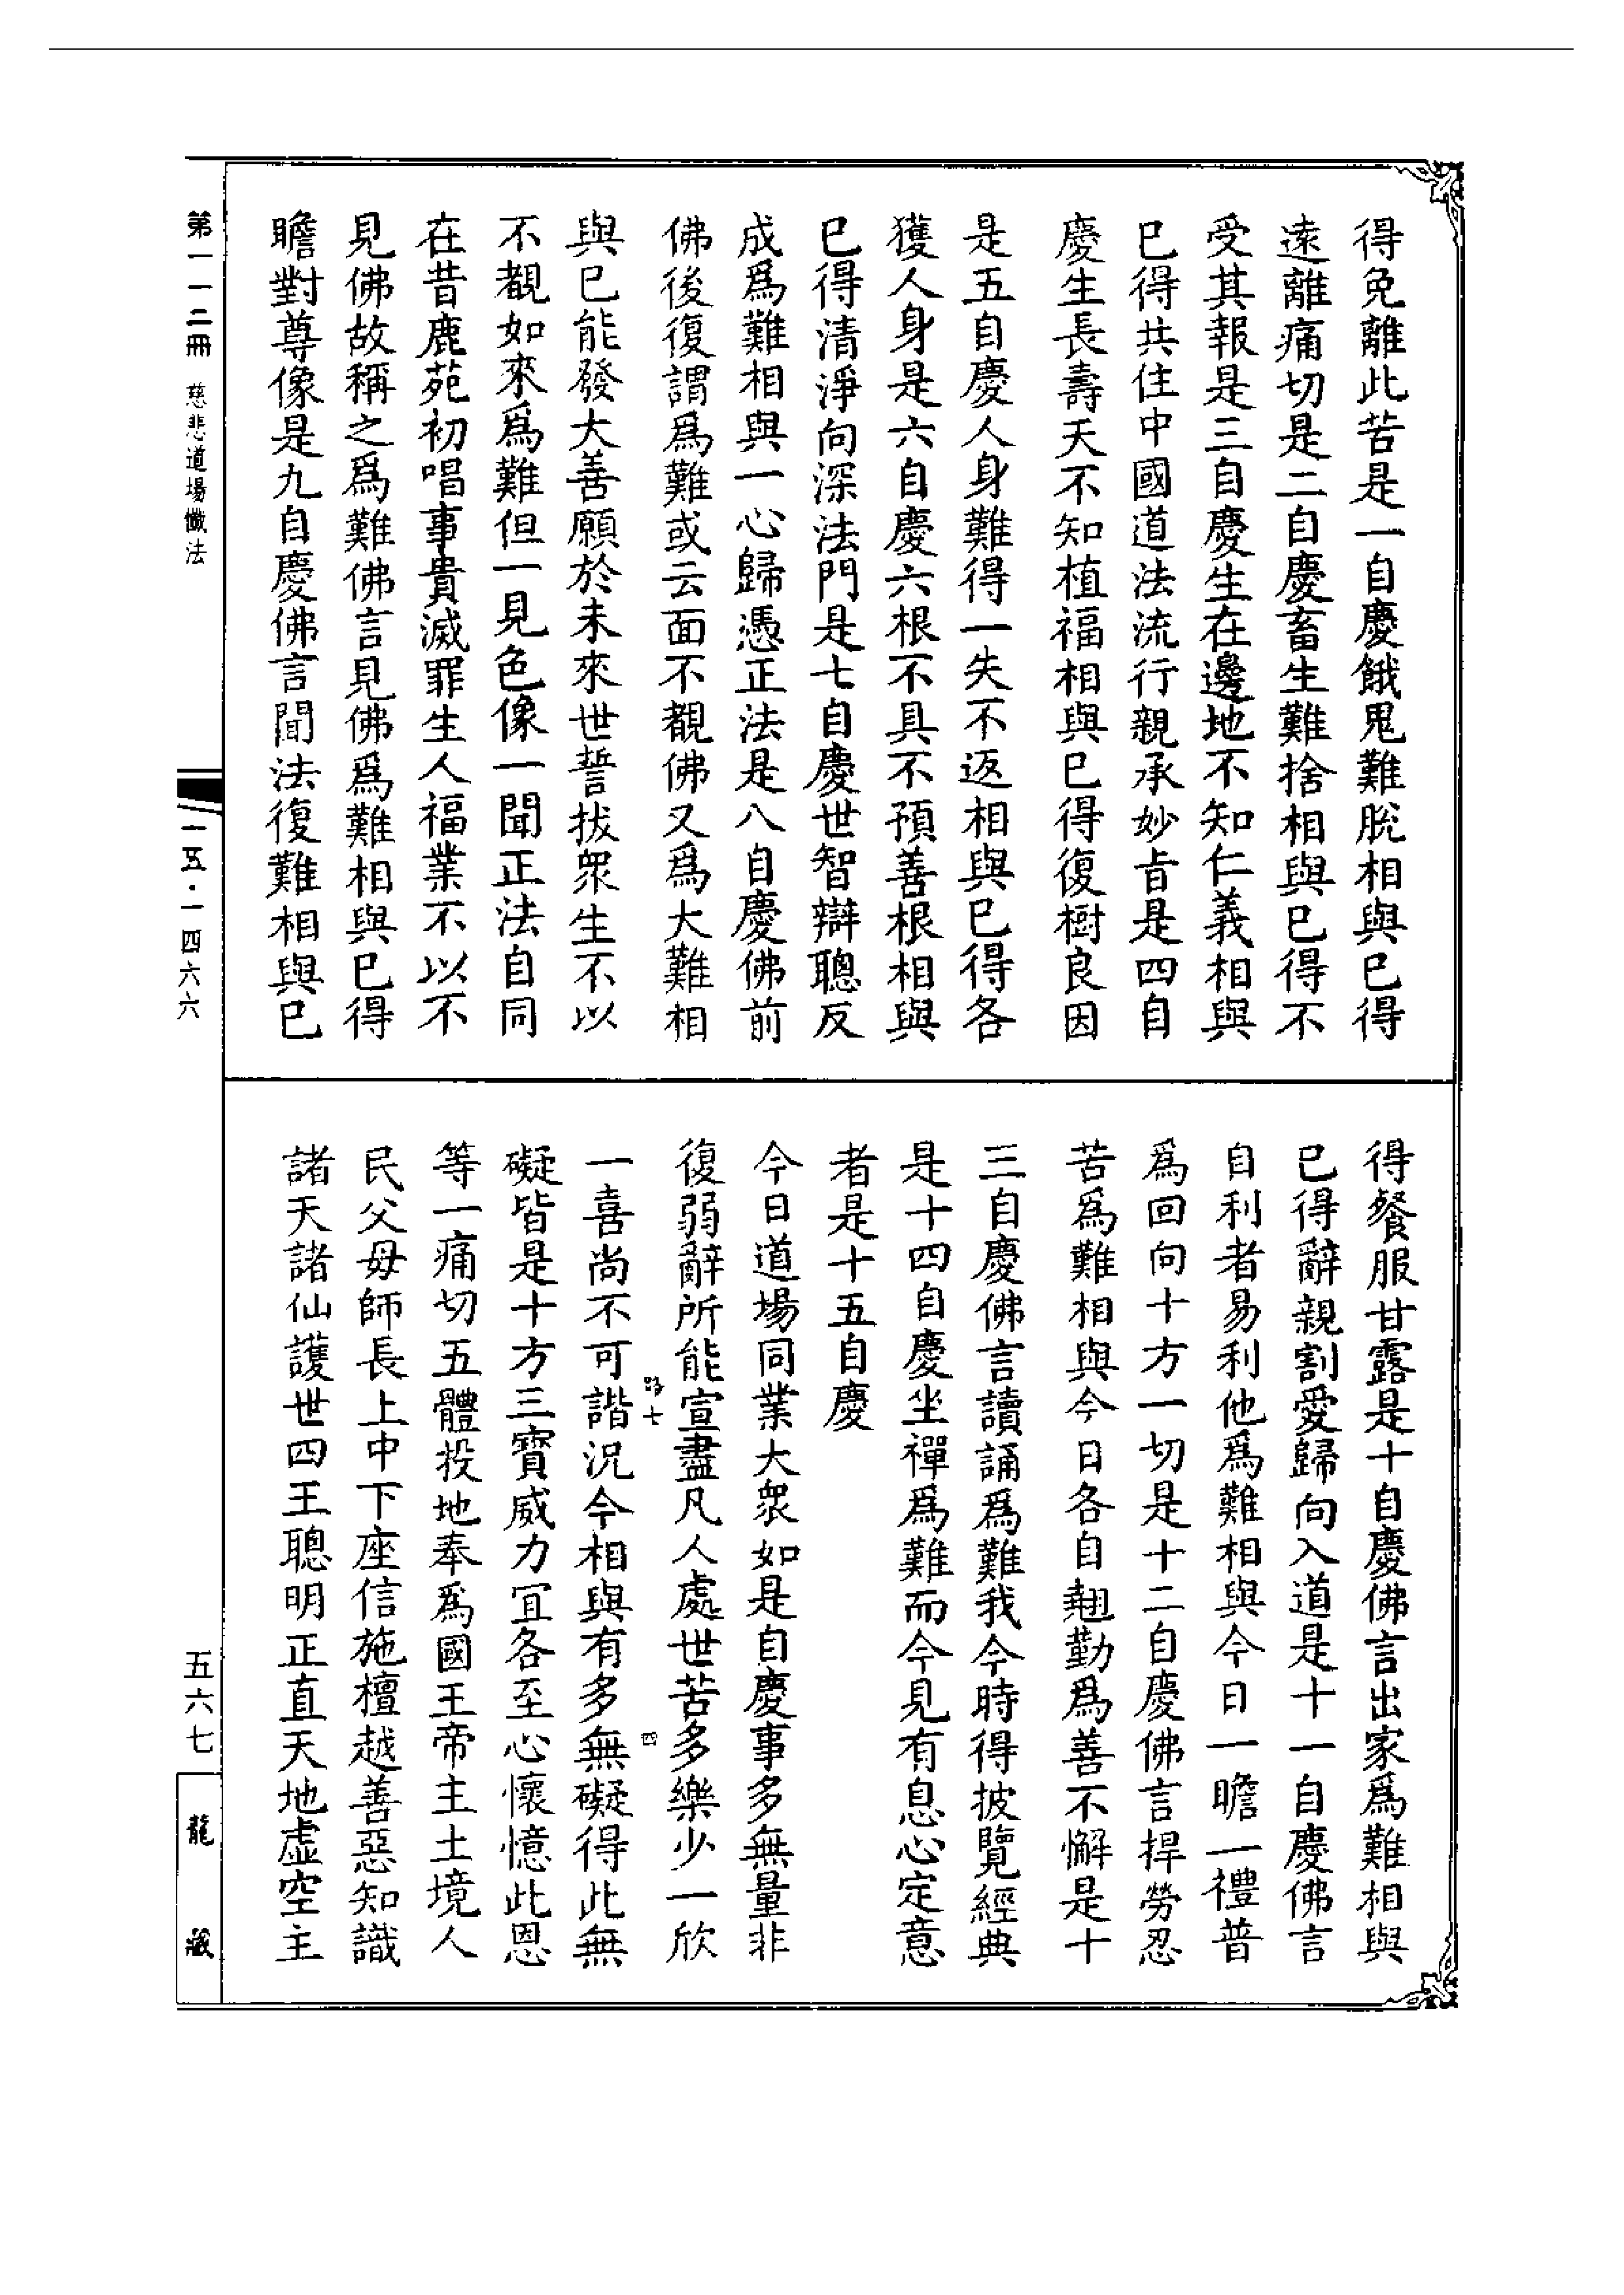 得免離此苦是一自慶餓鬼難脫相與已得
遠離痛切是二自慶畜生難捨相與已得不
受其報是三自慶生在邊地不知仁義相與
已得共住中國道法流行親承妙旨是四自
慶生長壽天不知植福相與已得復樹良因
是五自慶人身難得一失不返相與已得各
獲人身是六自慶六根不具不預善根相與
已得清淨向深法門是七自慶世智辯聰反
成爲難相與一心歸憑正法是八自慶佛前
佛後復謂爲難或云面不覩佛又爲大難相
與已能發大善願於未來世誓拔衆生不以
不覩如來爲難但一見色像一聞正法自同
在昔鹿苑初唱事貴滅罪生人福業不以不
見佛故稱之爲難佛言見佛爲難相與已得
瞻對尊像是九自慶佛言聞法復難相與已
得餐服甘露是十自慶佛言出家爲難相與
已得辭親割愛歸向入道是十一自慶佛言
自利者易利他爲難相與今日一瞻一禮普
爲回向十方一切是十二自慶佛言捍勞忍
苦爲難相與今日各自翹勤爲善不懈是十
三自慶佛言讀誦爲難我今時得披覽經典
是十四自慶坐禪爲難而今見有息心定意
者是十五自慶
今日道場同業大衆如是自慶事多無量非
復弱辭所能宣盡凡人處世苦多樂少一欣
路七 四
一喜尚不可諧況今相與有多無礙得此無
礙皆是十方三寶威力宜各至心懷憶此恩
等一痛切五體投地奉爲國王帝主土境人
民父母師長上中下座信施檀越善惡知識
諸天諸仙護世四王聰明正直天地虛空主
第一一二冊 慈悲道場懺法
一五·一四六六
五六七
龍藏